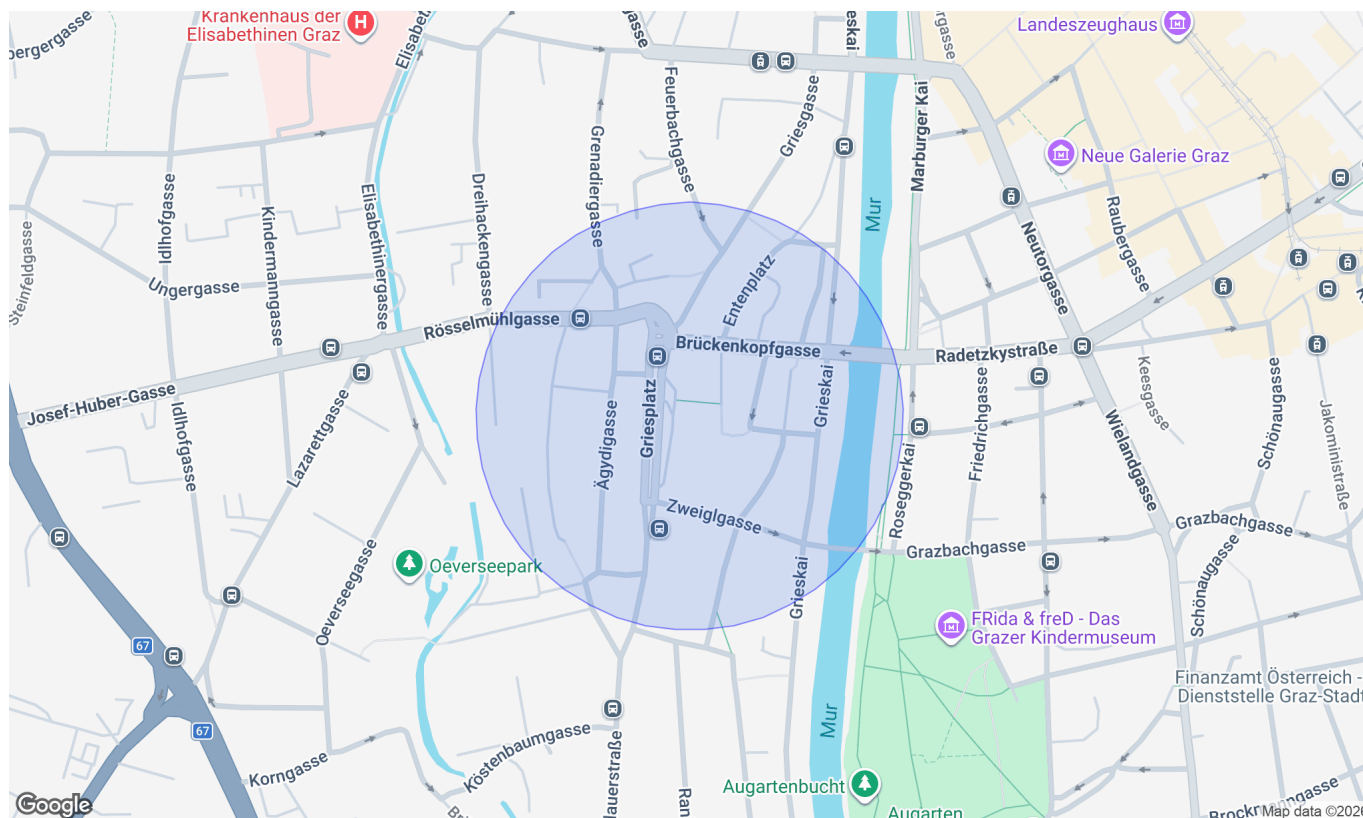 Krankenhaus der
Elisabethinen Graz
H
Landeszeughaus
Grieskai
Marburger Kai
Feuerbachgasse
Griesgasse
Grenadiergasse
Neue Galerie Graz
Mur
Raubergasse
Neutorgasse
Idlhofgasse
Kindermanngasse
Elisabethinergasse
Dreihackengasse
Steinfeldgasse
Ungergasse
Entenplatz
Rösselmühlgasse
Brückenkopfgasse
Radetzkystraße
Keesgasse
Josef-Huber-Gasse
Idlhofgasse
Lazarettgasse
Ägydigasse
Griesplatz
Grieskai
Friedrichgasse
Wielandgasse
Schönaugasse
Jakoministraße
Roseggerkai
Zweiglgasse
Grazbachgasse
Grazbachgasse
Oeverseepark
Oeverseegasse
Grieskai
Schönaugasse
FRida & freD - Das
Grazer Kindermuseum
67
Finanzamt Österreich -
Dienststelle Graz-Stadt
67
Mur
Korngasse
Köstenbaumgasse
Augartenbucht
Augarten
Google
Map data ©2026